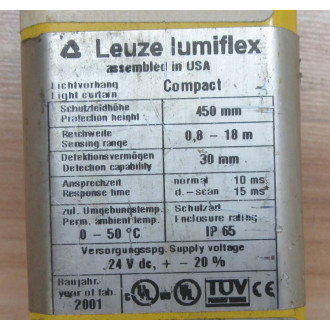 Leuze lumiflex
assembled in USA
Lichtvorhang
Light curtain
Compact
Schutzfeldhöhe
Protection height
450 mm
Reichweite
Sensing range
0,8 – 18 m
Detektionsvermögen
Detection capability
30 mm
Ansprechzeit
Response time
normal 10 ms
d. – scan 15 ms
zul. Umgebungstemp.
Perm. ambient temp.
0 – 50 °C
Schutzart
Enclosure rating
IP 65
Versorgungsspg. Supply voltage
24 V dc, + – 20%
Baujahr
year of fab.
2001
UL
UL
TÜV